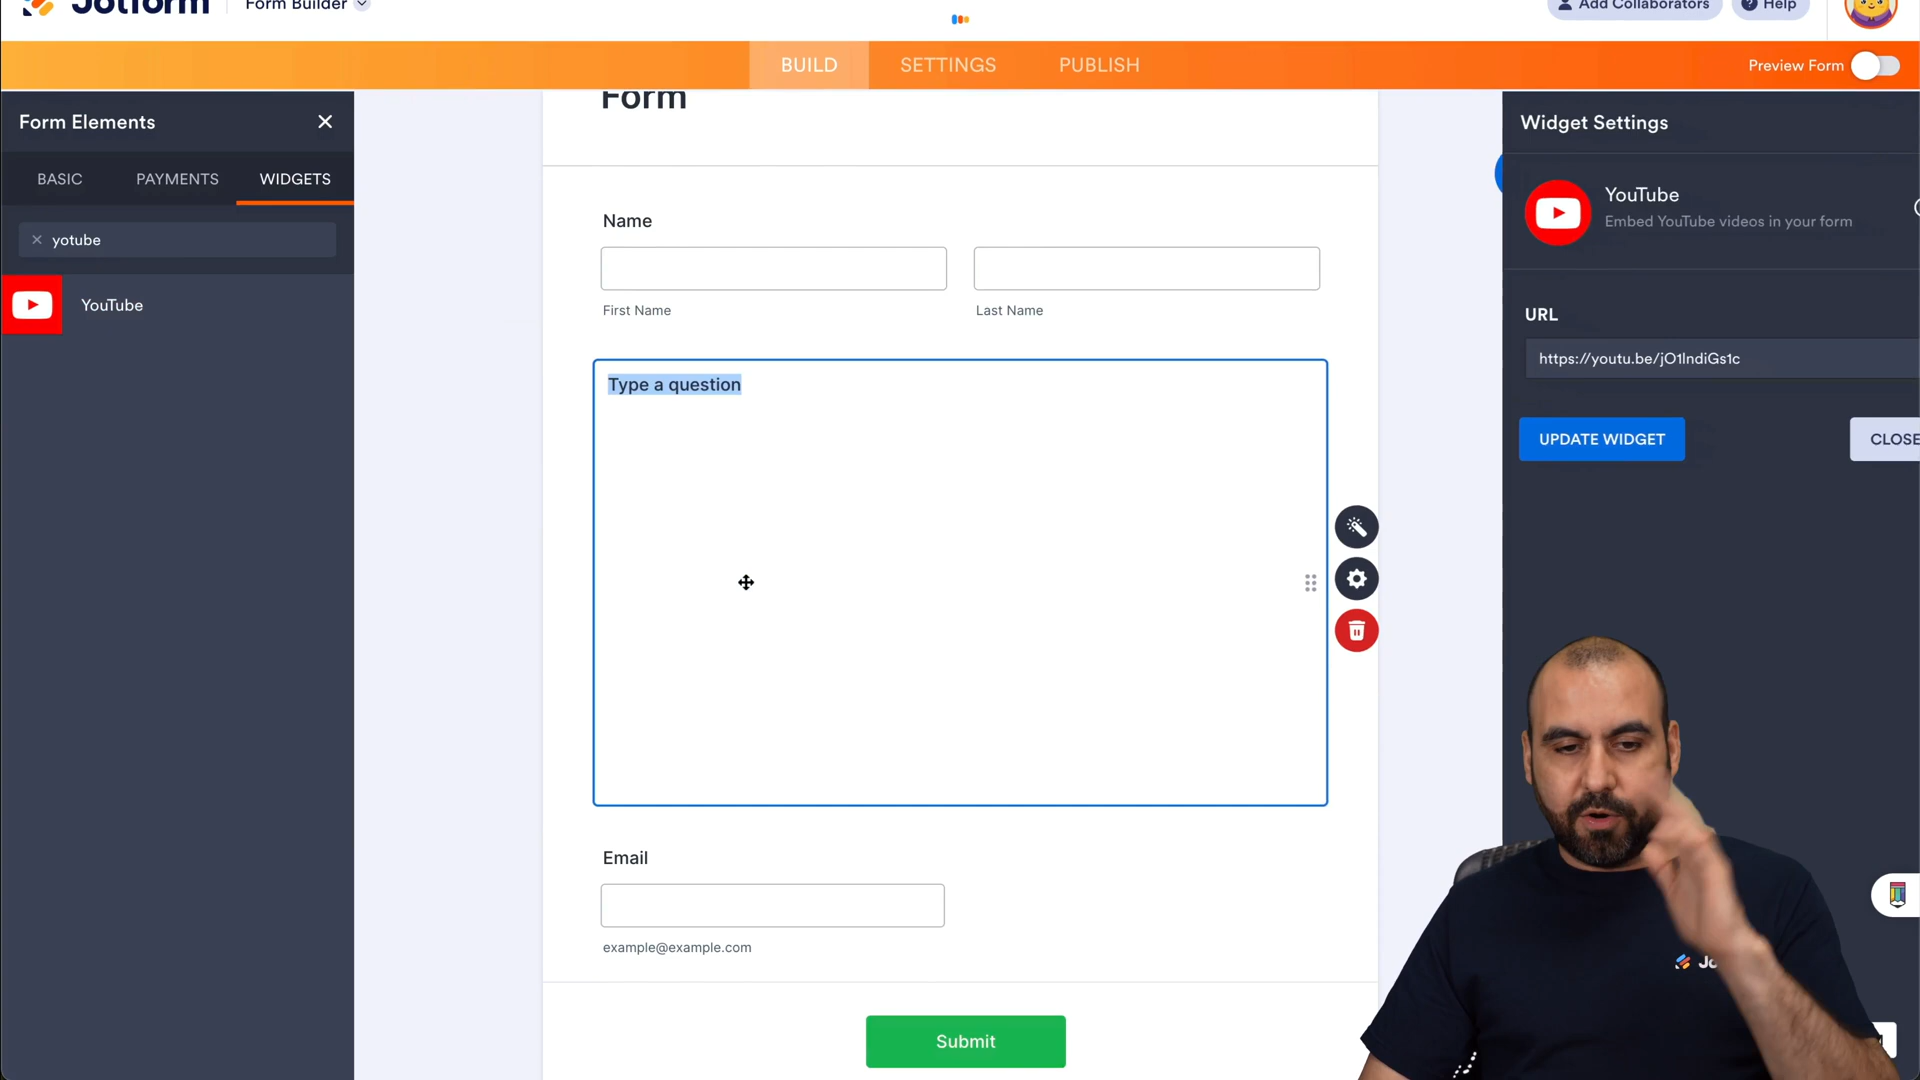 Jotform
Form Builder
Add Collaborators
Help
BUILD
SETTINGS
PUBLISH
Preview Form
Form Elements
BASIC
PAYMENTS
WIDGETS
yotube
YouTube
Form
Name
First Name
Last Name
Type a question
Email
example@example.com
Submit
Widget Settings
YouTube
Embed YouTube videos in your form
URL
https://youtu.be/jO1lndiGs1c
UPDATE WIDGET
CLOSE